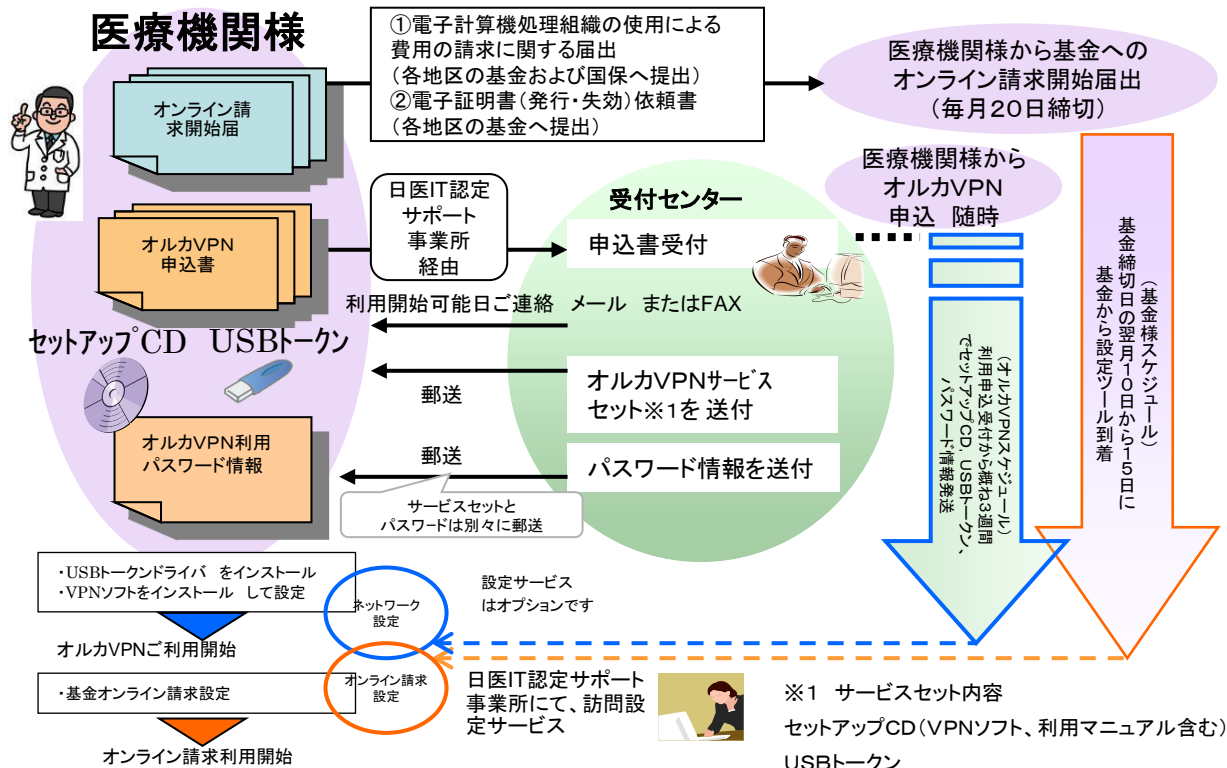 医療機関様
オンライン請
求開始届
①電子計算機処理組織の使用による
費用の請求に関する届出
(各地区の基金および国保へ提出)
②電子証明書(発行・失効)依頼書
(各地区の基金へ提出)
医療機関様から基金への
オンライン請求開始届出
(毎月20日締切)
オルカVPN
申込書
日医IT認定
サポート
事業所
経由
受付センター
申込書受付
医療機関様から
オルカVPN
申込 随時
利用開始可能日ご連絡 メール またはFAX
セットアップCD USBトークン
郵送
オルカVPNサービス
セット※1を 送付
オルカVPN利用
パスワード情報
郵送
パスワード情報を送付
サービスセットと
パスワードは別々に郵送
(オルカVPNスケジュール)
利用申込受付から概ね3週間
でセットアップCD、USBトークン、
パスワード情報発送
(基金様スケジュール)
基金締切日の翌月10日から15日に
基金から設定ツール到着
・USBトークンドライバ をインストール
・VPNソフトをインストール して設定
ネットワーク
設定
設定サービス
はオプションです
オルカVPNご利用開始
・基金オンライン請求設定
オンライン請求
設定
日医IT認定サポート
事業所にて、訪問設
定サービス
オンライン請求利用開始
※1 サービスセット内容
セットアップCD(VPNソフト、利用マニュアル含む)
USBトークン